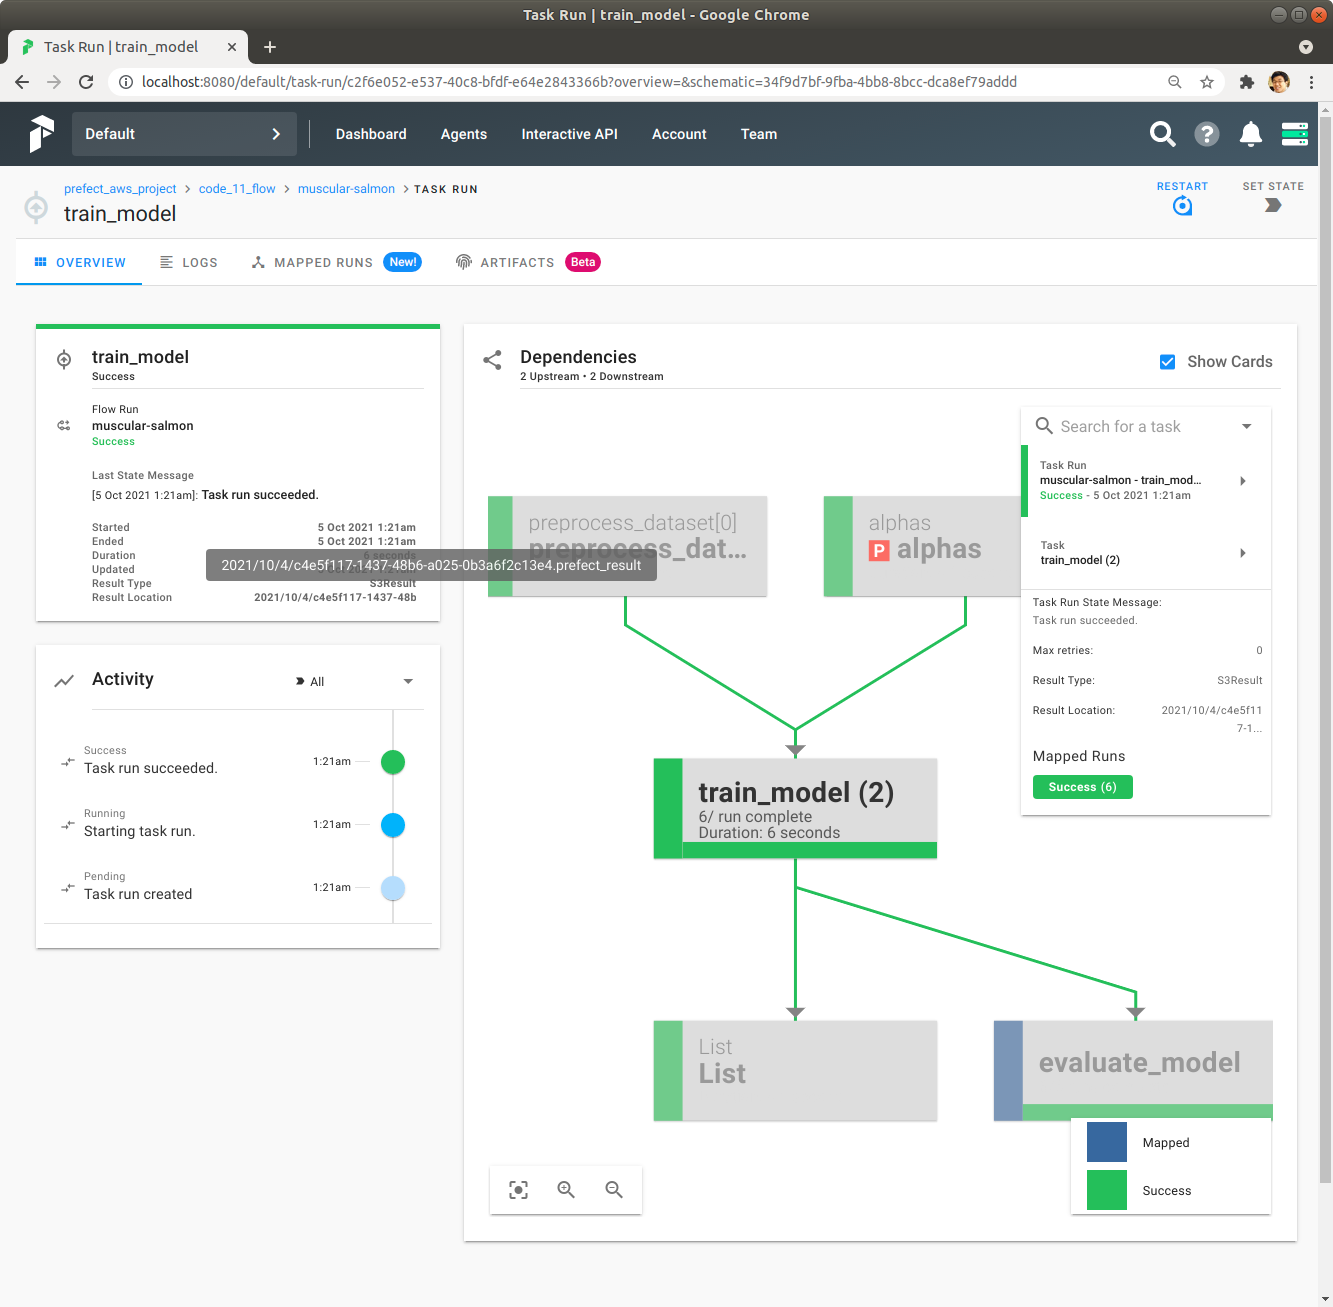 Task Run | train_model - Google Chrome
Task Run | train_model
localhost:8080/default/task-run/c2f6e052-e537-40c8-bfdf-e64e2843366b?overview=&schematic=34f9d7bf-9fba-4bb8-8bcc-dca8ef79addd
Default Dashboard Agents Interactive API Account Team
prefect_aws_project > code_11_flow > muscular-salmon > TASK RUN
train_model
RESTART SET STATE
OVERVIEW LOGS MAPPED RUNS New! ARTIFACTS Beta
train_model
Success
Flow Run
muscular-salmon
Success
Last State Message
[5 Oct 2021 1:21am]: Task run succeeded.
Started 5 Oct 2021 1:21am
Ended 5 Oct 2021 1:21am
Duration 6 seconds
Updated
2021/10/4/c4e5f117-1437-48b6-a025-0b3a6f2c13e4.prefect_result
Result Type S3Result
Result Location 2021/10/4/c4e5f117-1437-48b
Activity
All
Success
Task run succeeded. 1:21am
Running
Starting task run. 1:21am
Pending
Task run created 1:21am
Dependencies
2 Upstream • 2 Downstream
Show Cards
preprocess_dataset[0]
preprocess_dat...
alphas
P alphas
train_model (2)
6/ run complete
Duration: 6 seconds
List
List
evaluate_model
Search for a task
Task Run
muscular-salmon - train_mod...
Success - 5 Oct 2021 1:21am
Task
train_model (2)
Task Run State Message:
Task run succeeded.
Max retries: 0
Result Type: S3Result
Result Location: 2021/10/4/c4e5f11
7-1...
Mapped Runs
Success (6)
Mapped
Success